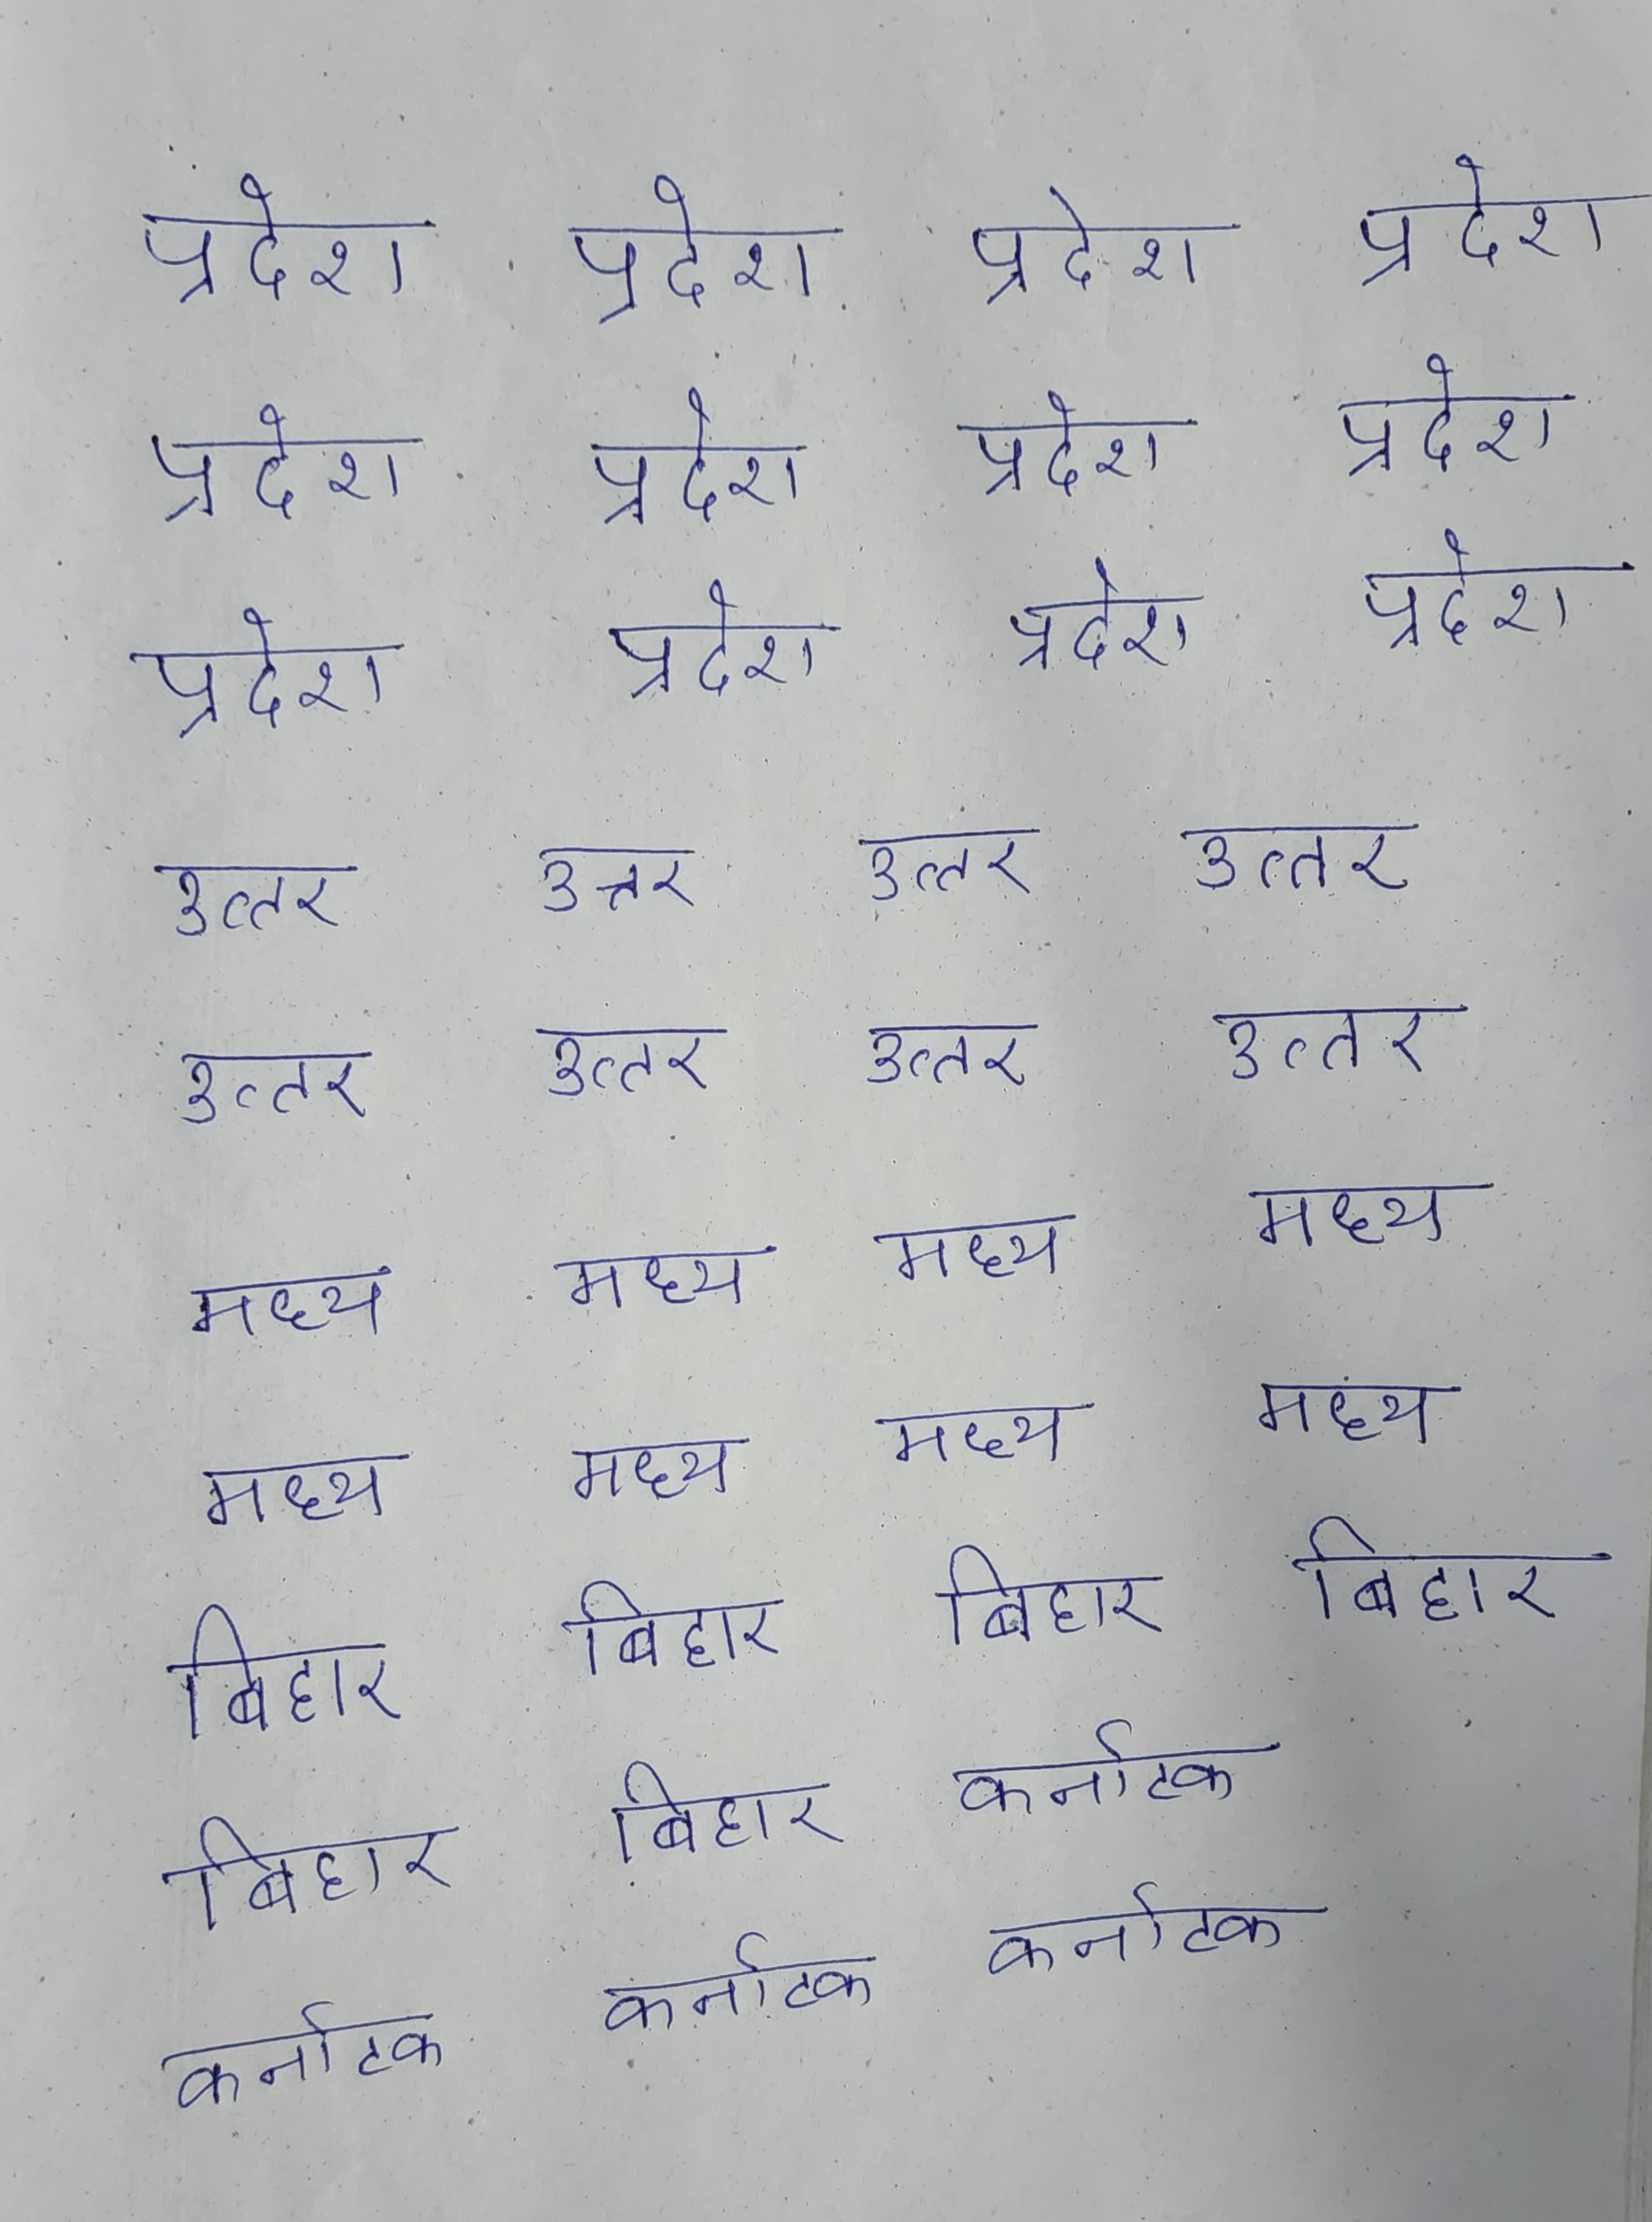 प्रदेश प्रदेश प्रदेश प्रदेश
प्रदेश प्रदेश प्रदेश प्रदेश
प्रदेश प्रदेश प्रदेश प्रदेश
उत्तर उत्तर उत्तर उत्तर
उत्तर उत्तर उत्तर उत्तर
मध्य मध्य मध्य मध्य
मध्य मध्य मध्य मध्य
बिहार बिहार बिहार बिहार
बिहार बिहार कर्नाटक
कर्नाटक कर्नाटक कर्नाटक